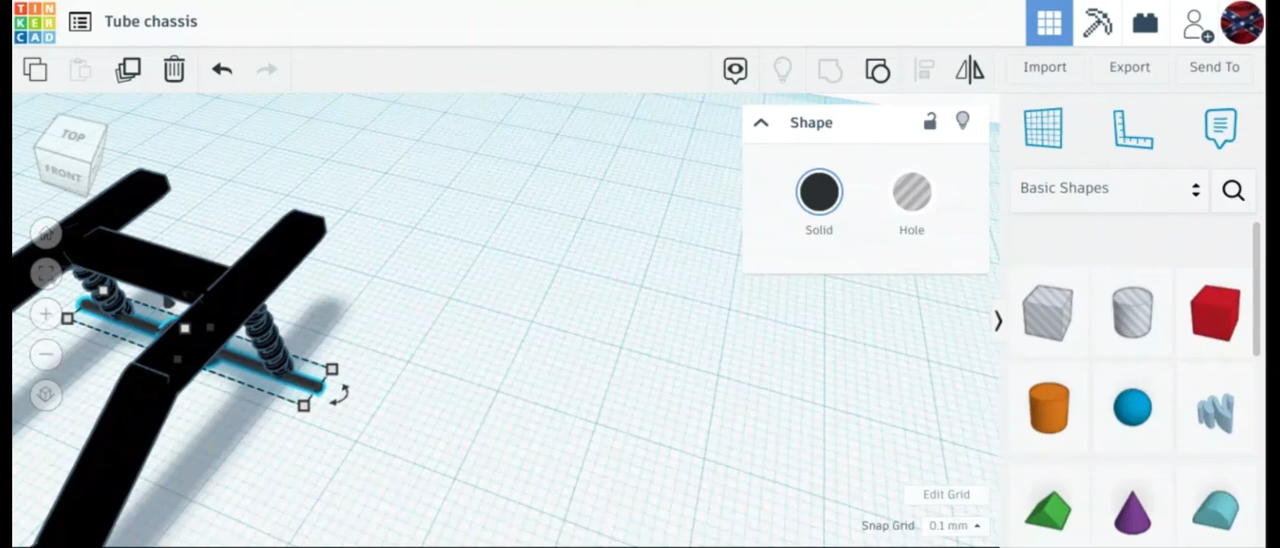 TIN
KER
CAD
Tube chassis
Import
Export
Send To
TOP
FRONT
Shape
Solid
Hole
Basic Shapes
Edit Grid
Snap Grid
0.1 mm